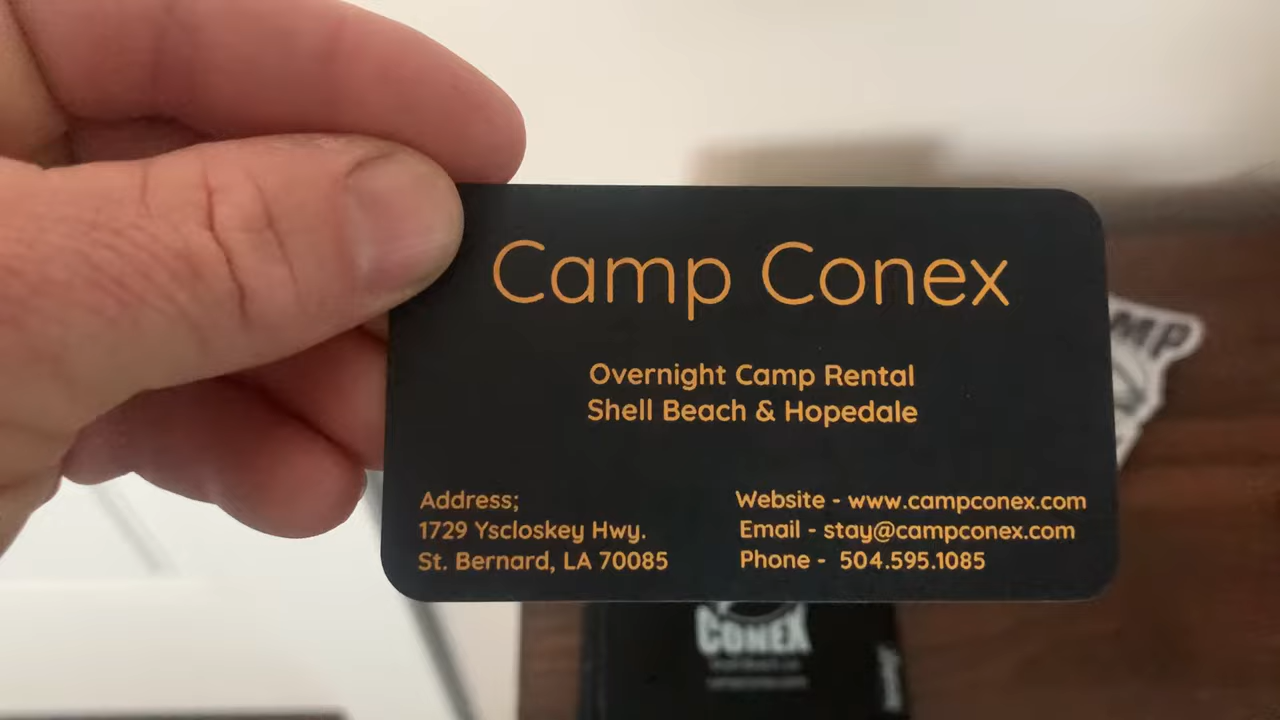 Camp Conex
Overnight Camp Rental
Shell Beach & Hopedale
Address;
1729 Yscloskey Hwy.
St. Bernard, LA 70085
Website - www.campconex.com
Email - stay@campconex.com
Phone - 504.595.1085
MP
CONEX